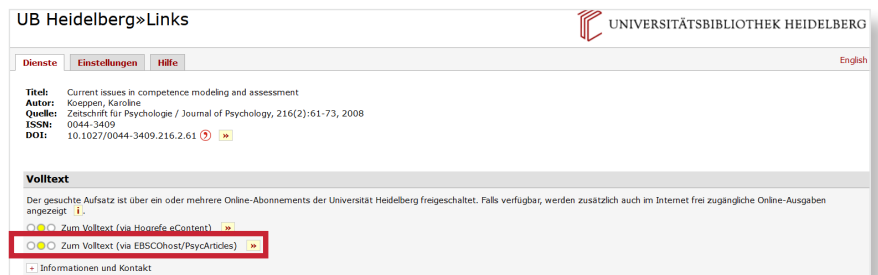 UB Heidelberg»Links
UNIVERSITÄTSBIBLIOTHEK HEIDELBERG
Dienste Einstellungen Hilfe English
Titel: Current issues in competence modeling and assessment
Autor: Koeppen, Karoline
Quelle: Zeitschrift für Psychologie / Journal of Psychology, 216(2):61-73, 2008
ISSN: 0044-3409
DOI: 10.1027/0044-3409.216.2.61 »
Volltext
Der gesuchte Aufsatz ist über ein oder mehrere Online-Abonnements der Universität Heidelberg freigeschaltet. Falls verfügbar, werden zusätzlich auch im Internet frei zugängliche Online-Ausgaben
angezeigt i .
Zum Volltext (via Hogrefe eContent) »
Zum Volltext (via EBSCOhost/PsycArticles) »
+ Informationen und Kontakt